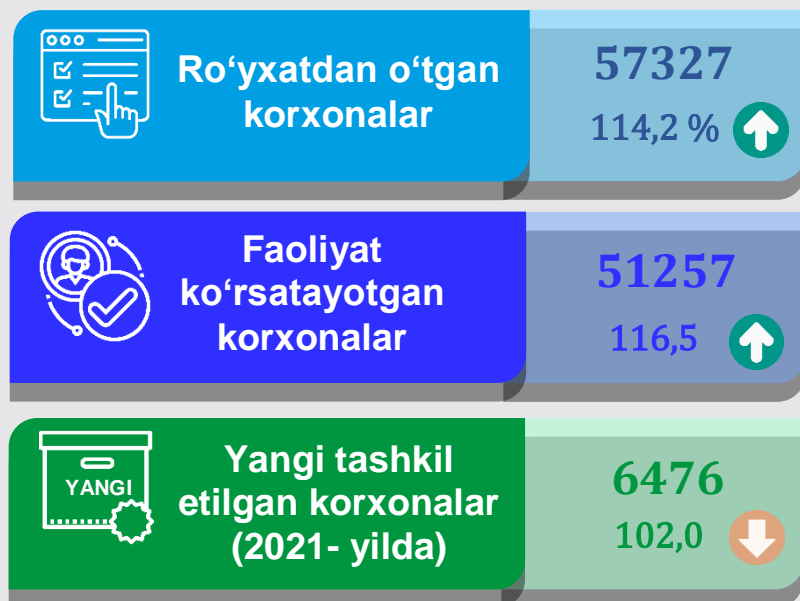 Ro‘yxatdan o‘tgan
korxonalar
57327
114,2 %
Faoliyat
ko‘rsatayotgan
korxonalar
51257
116,5
YANGI
Yangi tashkil
etilgan korxonalar
(2021- yilda)
6476
102,0